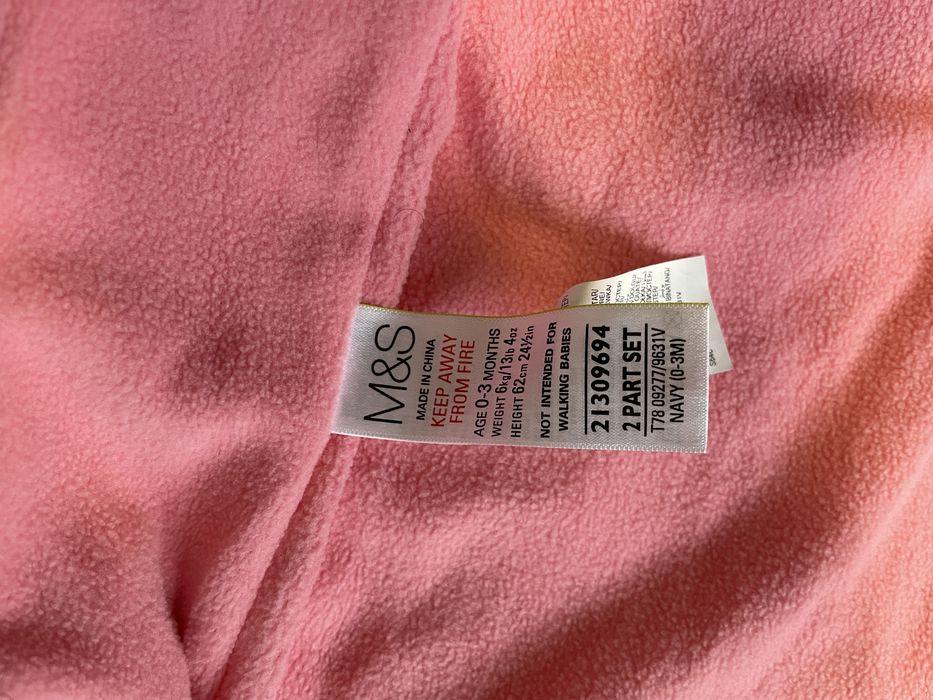 M&S
MADE IN CHINA
KEEP AWAY
FROM FIRE
AGE 0-3 MONTHS
WEIGHT 6kg/13lb 4oz
HEIGHT 62cm 24½in
NOT INTENDED FOR
WALKING BABIES
21309694
2 PART SET
T78 09277/9631V
NAVY (0-3M)
BINATANG/